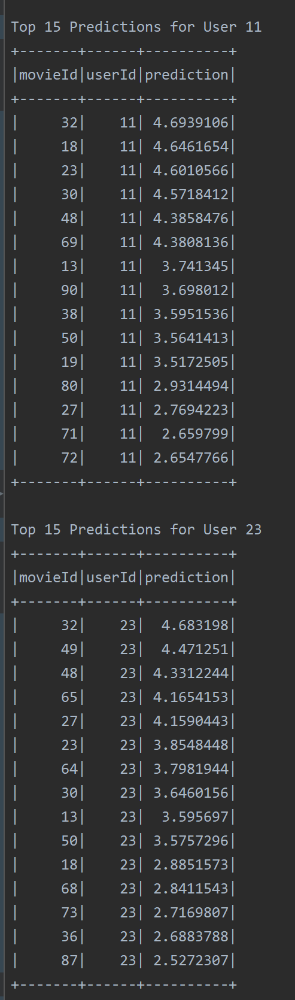 Top 15 Predictions for User 11
+-------+------+----------+
|movieId|userId|prediction|
+-------+------+----------+
|     32|    11| 4.6939106|
|     18|    11| 4.6461654|
|     23|    11| 4.6010566|
|     30|    11| 4.5718412|
|     48|    11| 4.3858476|
|     69|    11| 4.3808136|
|     13|    11|  3.741345|
|     90|    11|  3.698012|
|     38|    11| 3.5951536|
|     50|    11| 3.5641413|
|     19|    11| 3.5172505|
|     80|    11| 2.9314494|
|     27|    11| 2.7694223|
|     71|    11|  2.659799|
|     72|    11| 2.6547766|
+-------+------+----------+
Top 15 Predictions for User 23
+-------+------+----------+
|movieId|userId|prediction|
+-------+------+----------+
|     32|    23|  4.683198|
|     49|    23|  4.471251|
|     48|    23| 4.3312244|
|     65|    23| 4.1654153|
|     27|    23| 4.1590443|
|     23|    23| 3.8548448|
|     64|    23| 3.7981944|
|     30|    23| 3.6460156|
|     13|    23|  3.595697|
|     50|    23| 3.5757296|
|     18|    23| 2.8851573|
|     68|    23| 2.8411543|
|     73|    23| 2.7169807|
|     36|    23| 2.6883788|
|     87|    23| 2.5272307|
+-------+------+----------+